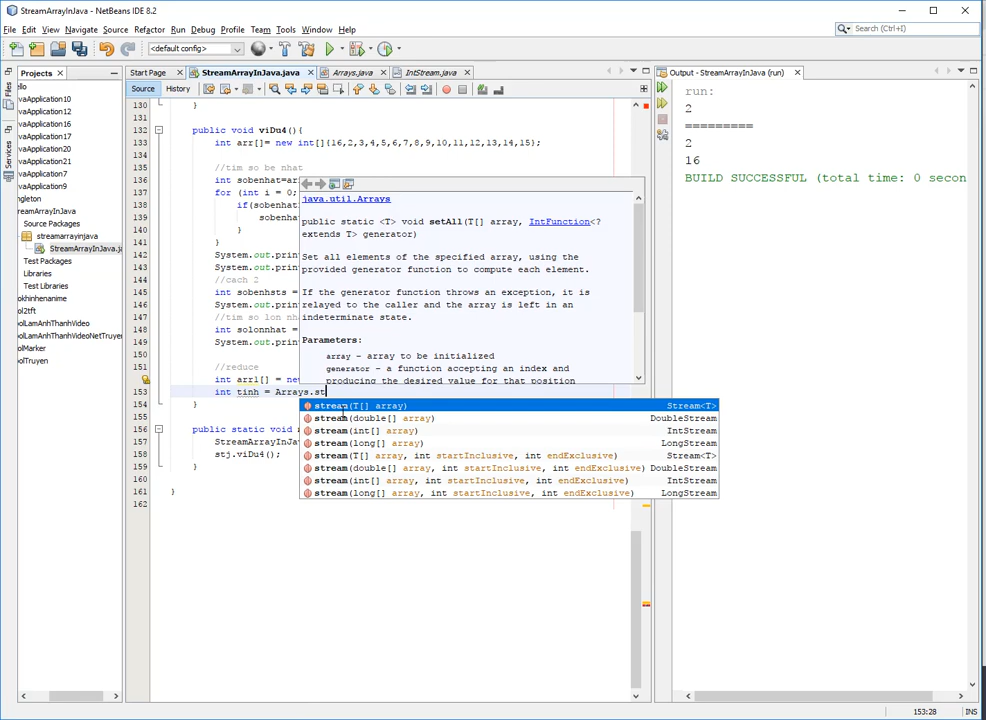 StreamArrayInJava - NetBeans IDE 8.2
File Edit View Navigate Source Refactor Run Debug Profile Team Tools Window Help
Search (Ctrl+I)
<default config>
Projects
Start Page
StreamArrayInJava.java
Arrays.java
IntStream.java
Output - StreamArrayInJava (run)
Source History
Files
Services
ello
vaApplication10
vaApplication12
vaApplication16
vaApplication17
vaApplication20
vaApplication21
vaApplication7
vaApplication9
ngleton
reamArrayInJava
Source Packages
streamarrayinjava
StreamArrayInJava.ja
Test Packages
Libraries
Test Libraries
okhinhenanime
ol2tft
olLamAnhThanhVideo
olLamAnhThanhVideoNetTruyen
olMarker
olTruyen
130 }
131
132 public void viDu4(){
133 int arr[]= new int[]{16,2,3,4,5,6,7,8,9,10,11,12,13,14,15};
134
135 //tim so be nhat
136 int sobenhat=ar
137 for (int i = 0;
138 if(sobenhat
139 sobenha
140 }
141 }
142 System.out.prin
143 System.out.prin
144 //cach 2
145 int sobenhsts =
146 System.out.prin
147 //tim so lon nha
148 int solonnhat =
149 System.out.prin
150
151 //reduce
int arr1[] = new
153 int tinh = Arrays.st
154 }
155
156 public static void m
157 StreamArrayInJava
158 stj.viDu4();
159 }
160
161 }
162
java.util.Arrays
public static <T> void setAll(T[] array, IntFunction<?
extends T> generator)
Set all elements of the specified array, using the
provided generator function to compute each element.
If the generator function throws an exception, it is
relayed to the caller and the array is left in an
indeterminate state.
Parameters:
array - array to be initialized
generator - a function accepting an index and
producing the desired value for that position
stream(T[] array) Stream<T>
stream(double[] array) DoubleStream
stream(int[] array) IntStream
stream(long[] array) LongStream
stream(T[] array, int startInclusive, int endExclusive) Stream<T>
stream(double[] array, int startInclusive, int endExclusive) DoubleStream
stream(int[] array, int startInclusive, int endExclusive) IntStream
stream(long[] array, int startInclusive, int endExclusive) LongStream
run:
2
=========
2
16
BUILD SUCCESSFUL (total time: 0 secon
153:28 INS